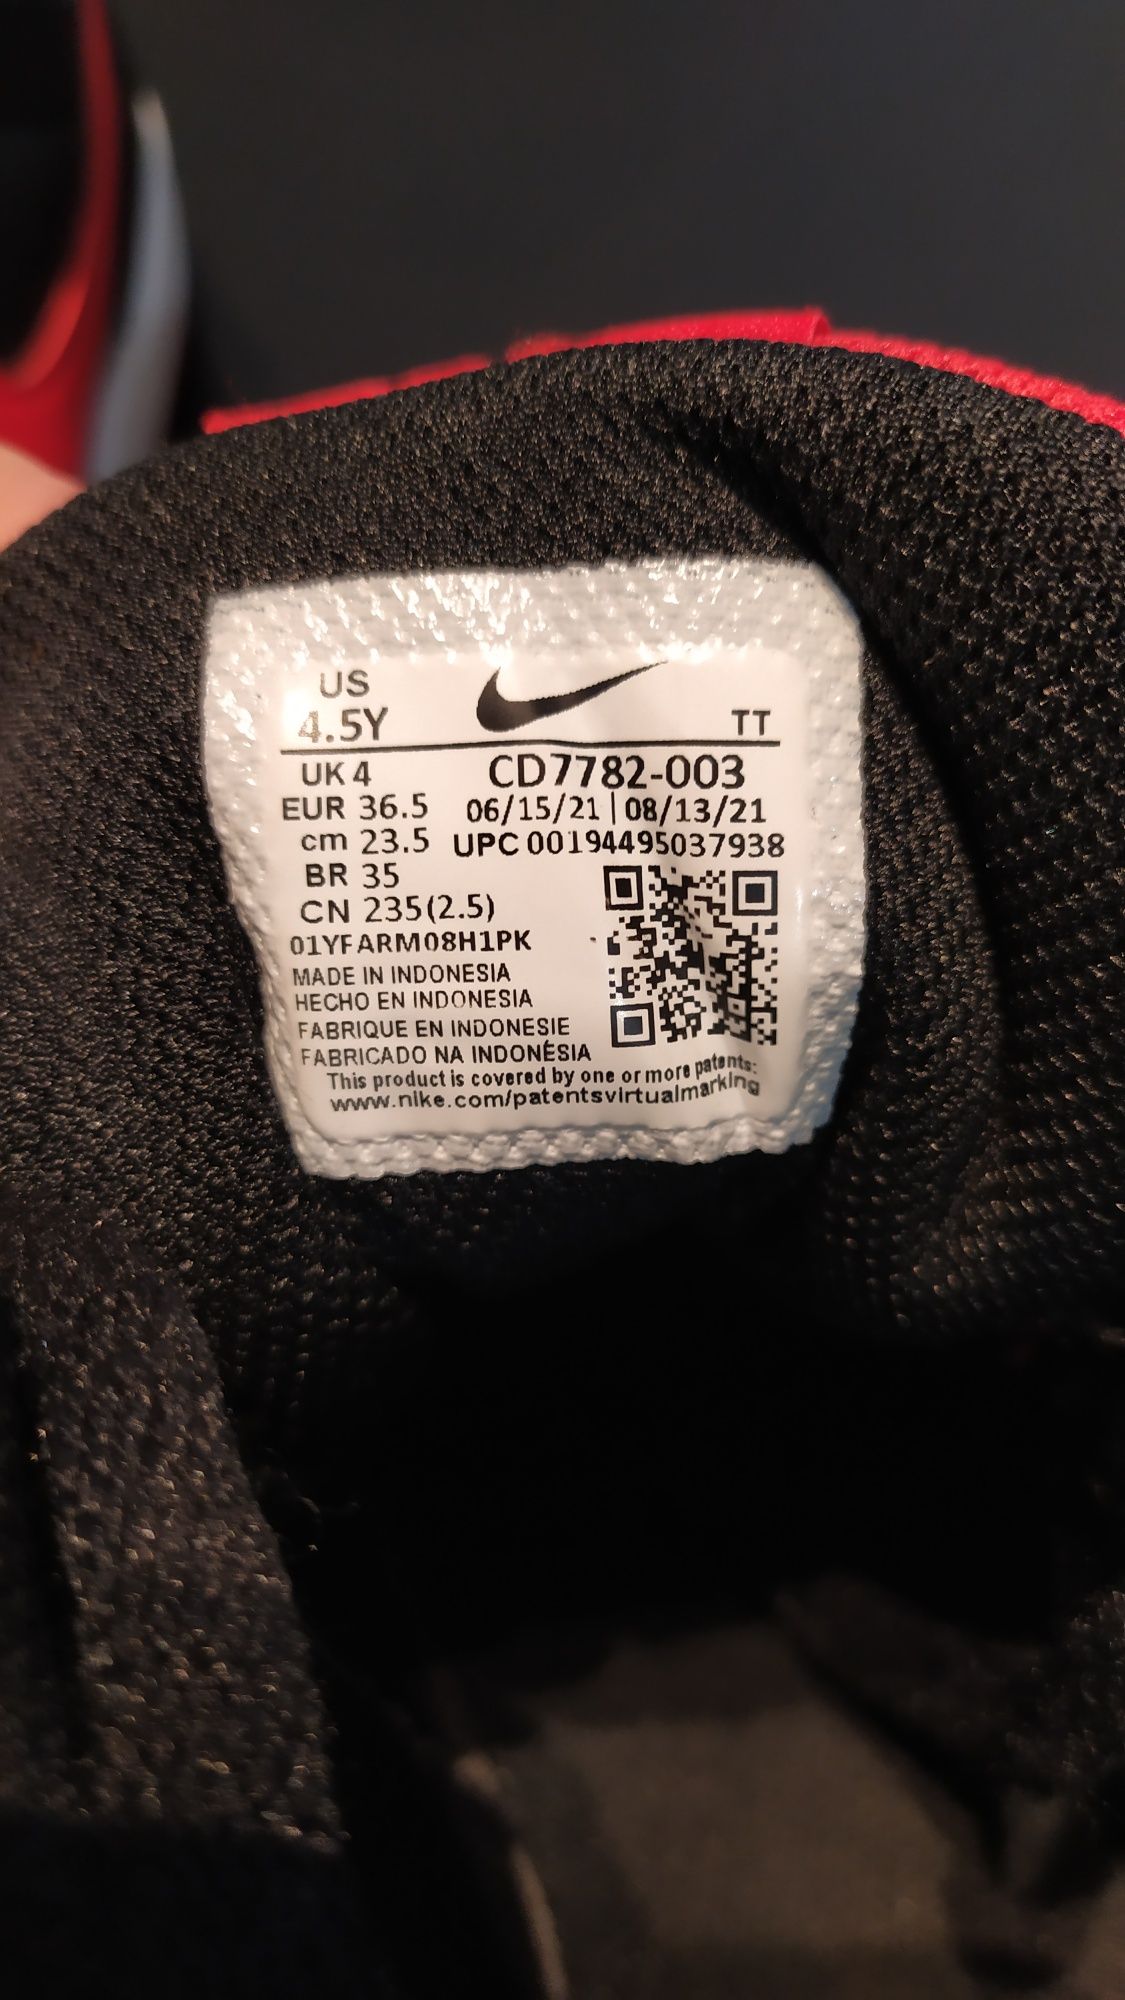 US
4.5Y TT
UK 4 CD7782-003
EUR 36.5 06/15/21 | 08/13/21
cm 23.5 UPC 00194495037938
BR 35
CN 235(2.5)
01YFARM08H1PK
MADE IN INDONESIA
HECHO EN INDONESIA
FABRIQUE EN INDONESIE
FABRICADO NA INDONÉSIA
This product is covered by one or more patents:
www.nike.com/patentsvirtualmarking